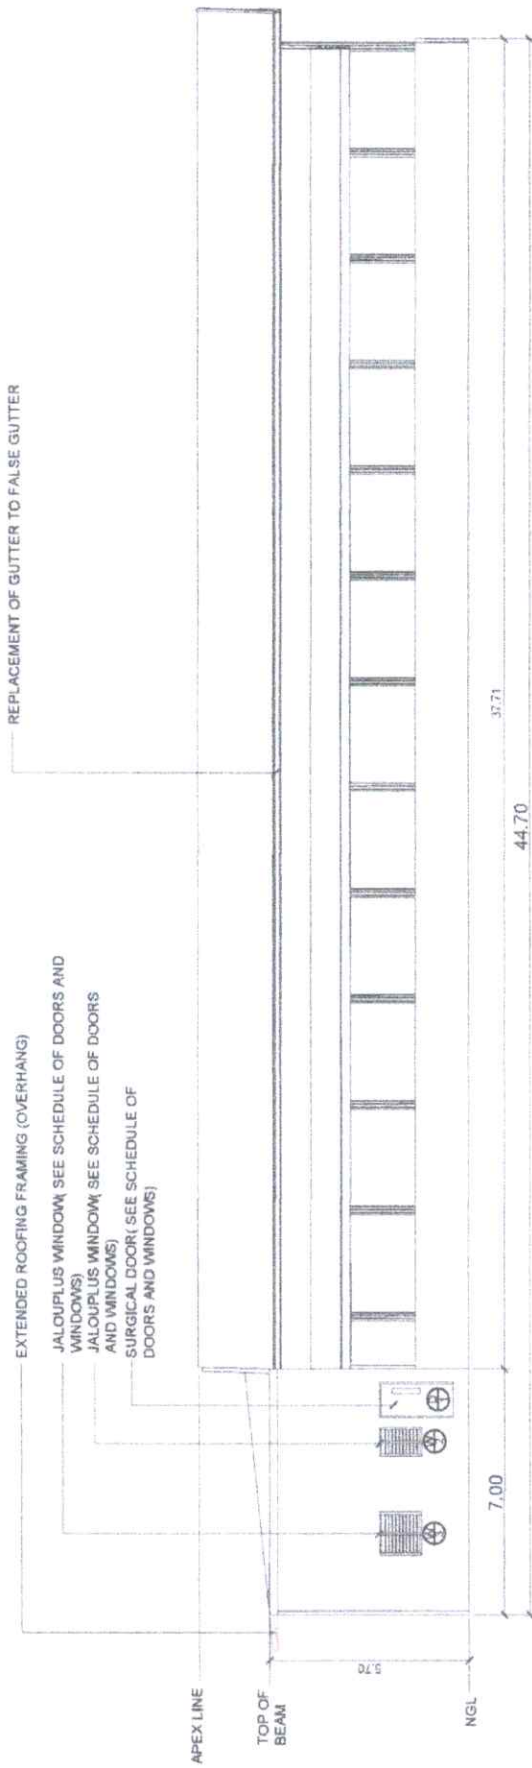 REPLACEMENT OF GUTTER TO FALSE GUTTER
EXTENDED ROOFING FRAMING (OVERHANG)
JALOUPLUS WINDOW( SEE SCHEDULE OF DOORS AND
WINDOWS)
JALOUPLUS WINDOW( SEE SCHEDULE OF DOORS
AND WINDOWS)
SURGICAL DOOR( SEE SCHEDULE OF
DOORS AND WINDOWS)
APEX LINE
TOP OF
BEAM
5.70
NGL
7.00
37.71
44.70